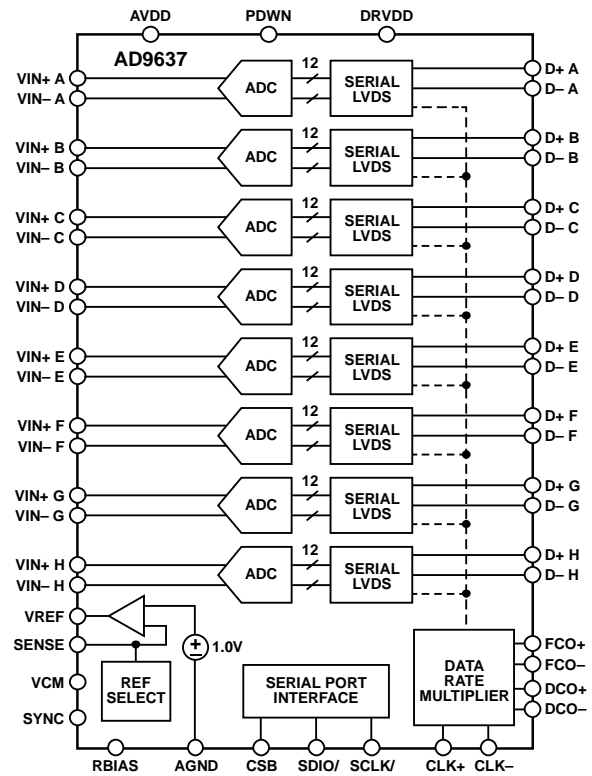 AVDD PDWN DRVDD
AD9637
VIN+ A ADC 12 SERIAL LVDS D+ A
VIN– A D– A
VIN+ B ADC 12 SERIAL LVDS D+ B
VIN– B D– B
VIN+ C ADC 12 SERIAL LVDS D+ C
VIN– C D– C
VIN+ D ADC 12 SERIAL LVDS D+ D
VIN– D D– D
VIN+ E ADC 12 SERIAL LVDS D+ E
VIN– E D– E
VIN+ F ADC 12 SERIAL LVDS D+ F
VIN– F D– F
VIN+ G ADC 12 SERIAL LVDS D+ G
VIN– G D– G
VIN+ H ADC 12 SERIAL LVDS D+ H
VIN– H D– H
VREF
SENSE
VCM
SYNC
1.0V
REF
SELECT
SERIAL PORT
INTERFACE
DATA
RATE
MULTIPLIER
FCO+
FCO–
DCO+
DCO–
RBIAS AGND CSB SDIO/ SCLK/ CLK+ CLK–